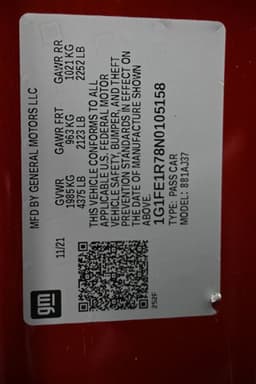 MFD BY GENERAL MOTORS LLC
GVWR GAWR FRT GAWR RR
1985 KG 963 KG 1021 KG
4375 LB 2123 LB 2252 LB
THIS VEHICLE CONFORMS TO ALL
APPLICABLE U.S. FEDERAL MOTOR
VEHICLE SAFETY, BUMPER, AND THEFT
PREVENTION STANDARDS IN EFFECT ON
THE DATE OF MANUFACTURE SHOWN
ABOVE.
1G1FE1R78N0105158
TYPE: PASS CAR
MODEL: 881AJ37
11/21
gm